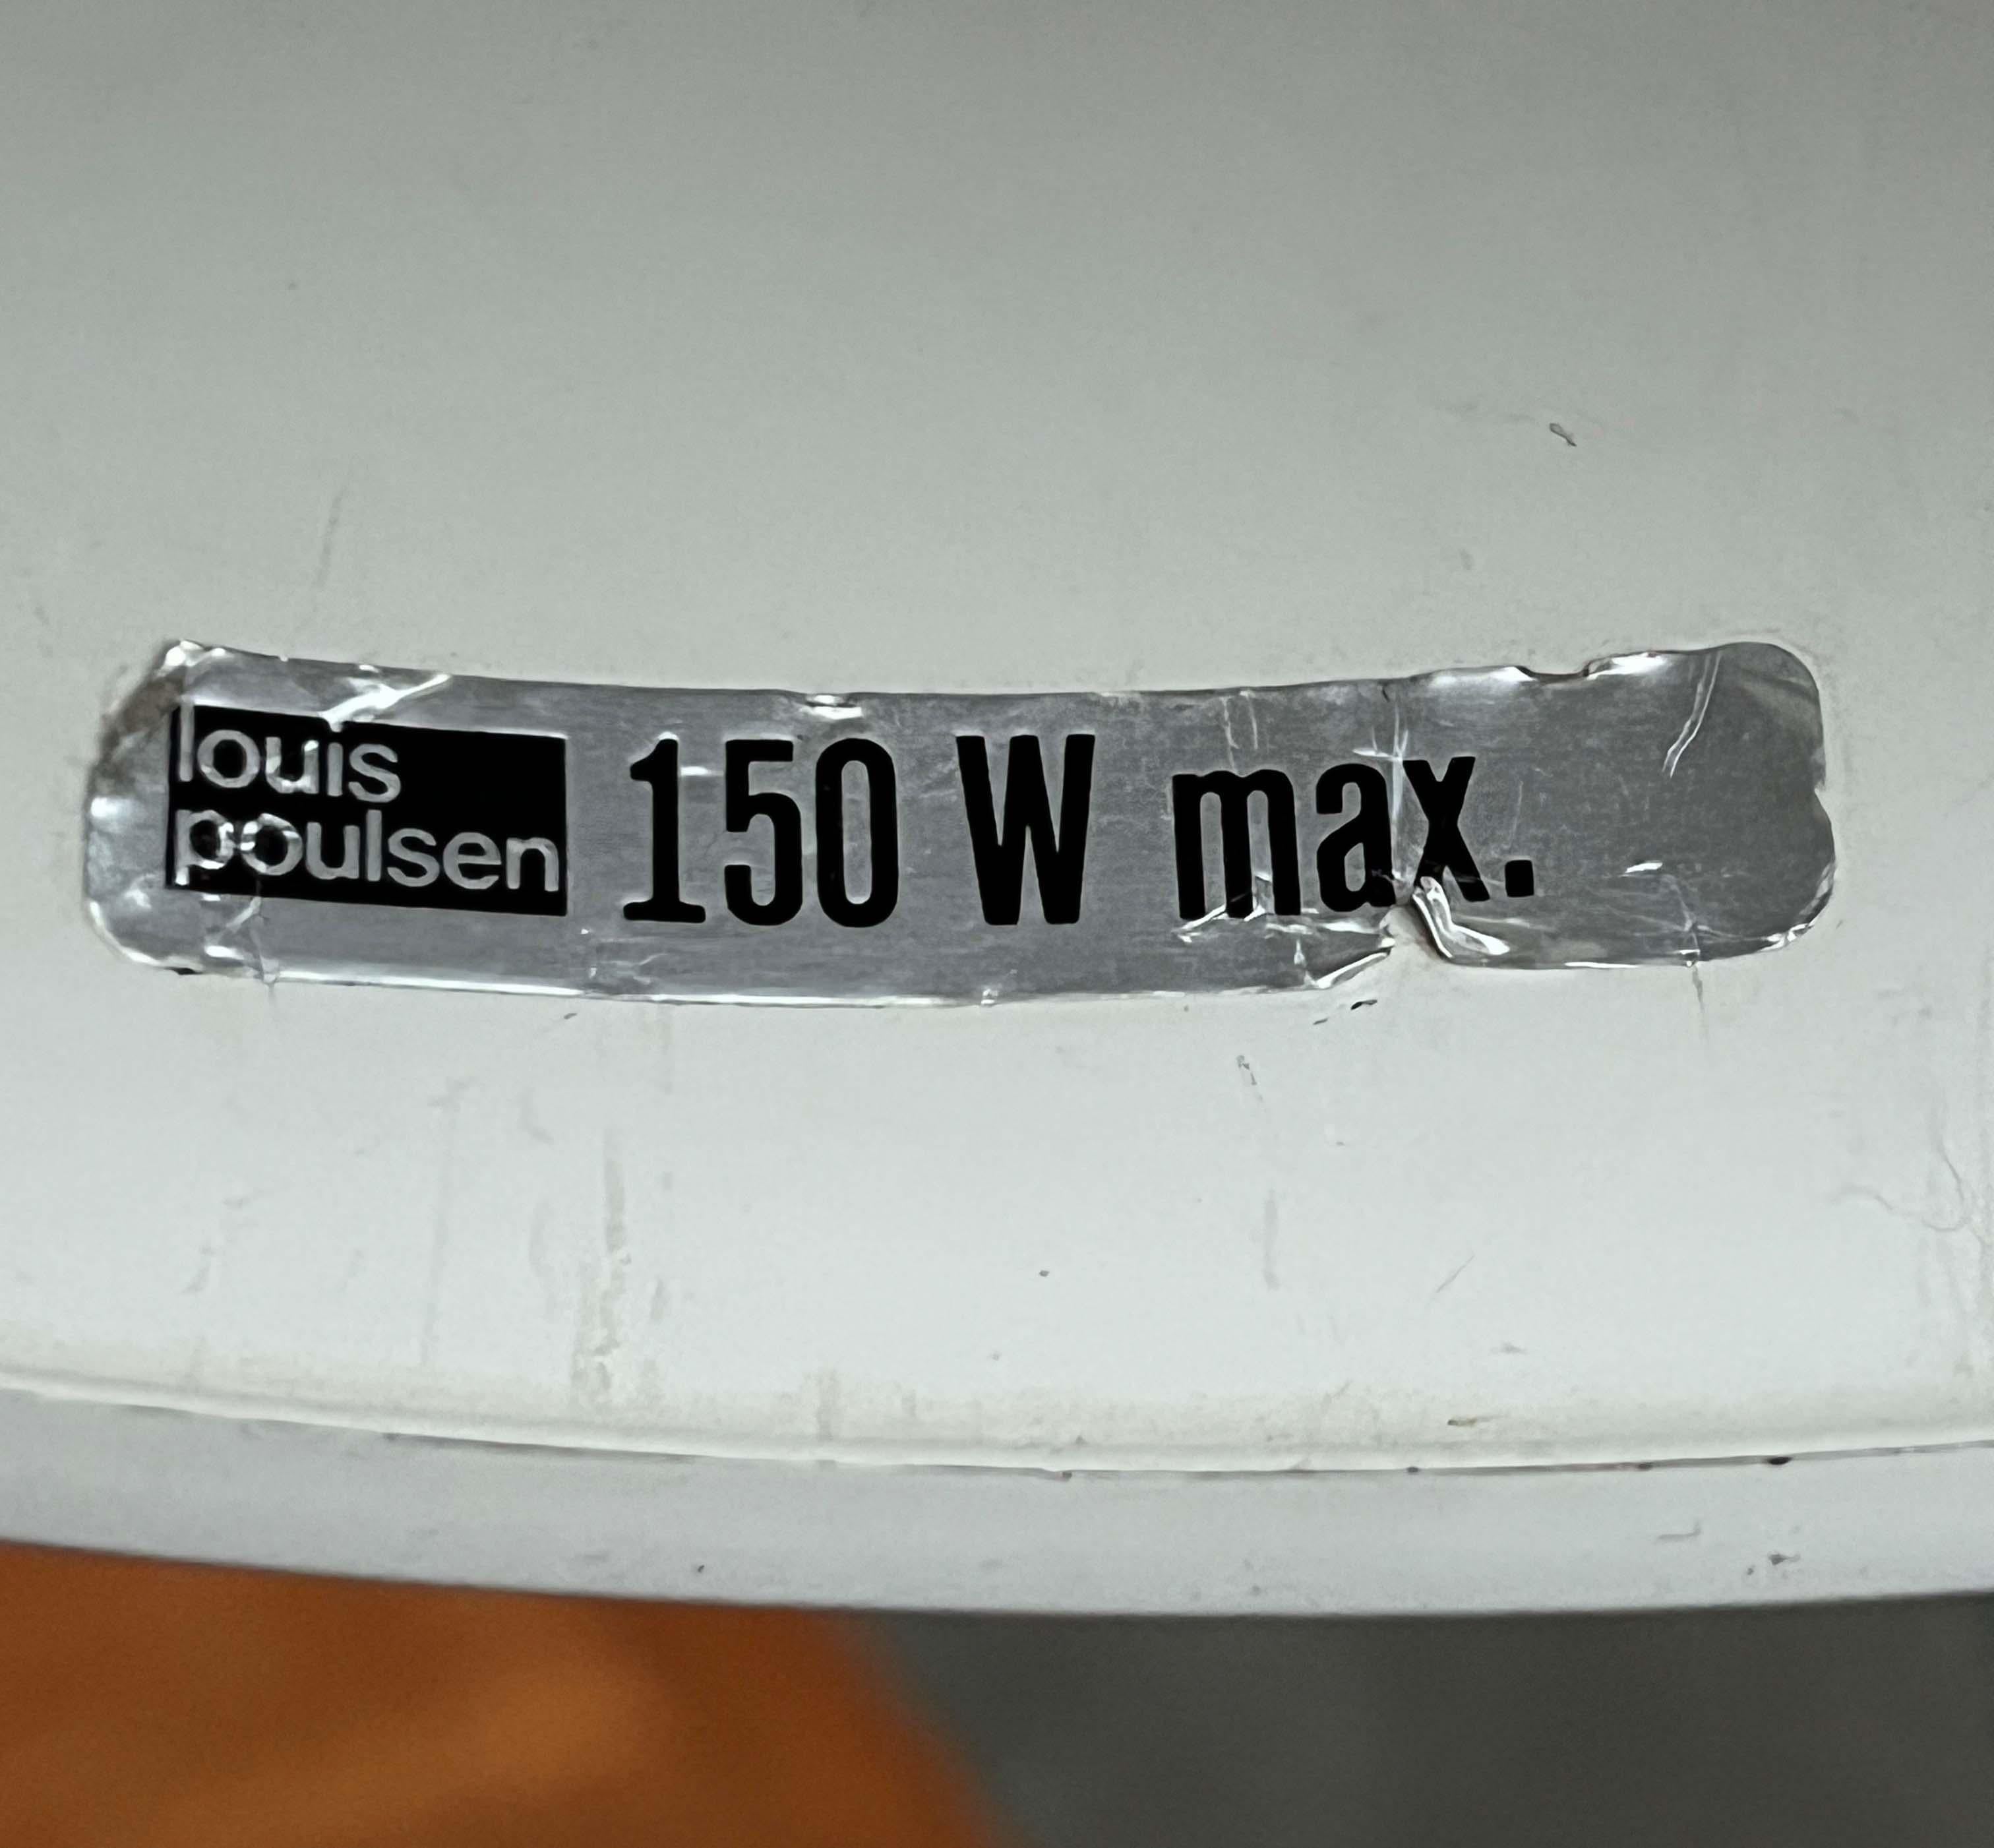 louis
poulsen
150 W max.